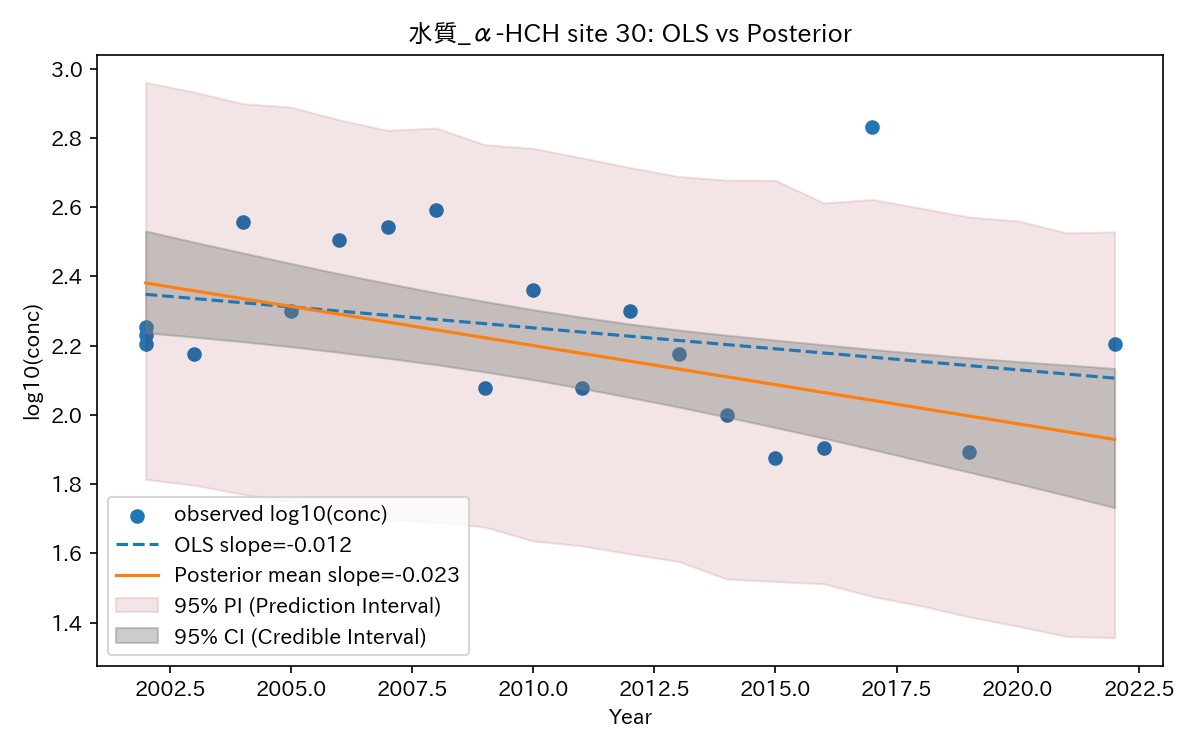 水質_α-HCH site 30: OLS vs Posterior
log10(conc)
3.0
2.8
2.6
2.4
2.2
2.0
1.8
1.6
1.4
observed log10(conc)
OLS slope=-0.012
Posterior mean slope=-0.023
95% PI (Prediction Interval)
95% CI (Credible Interval)
2002.5 2005.0 2007.5 2010.0 2012.5 2015.0 2017.5 2020.0 2022.5
Year